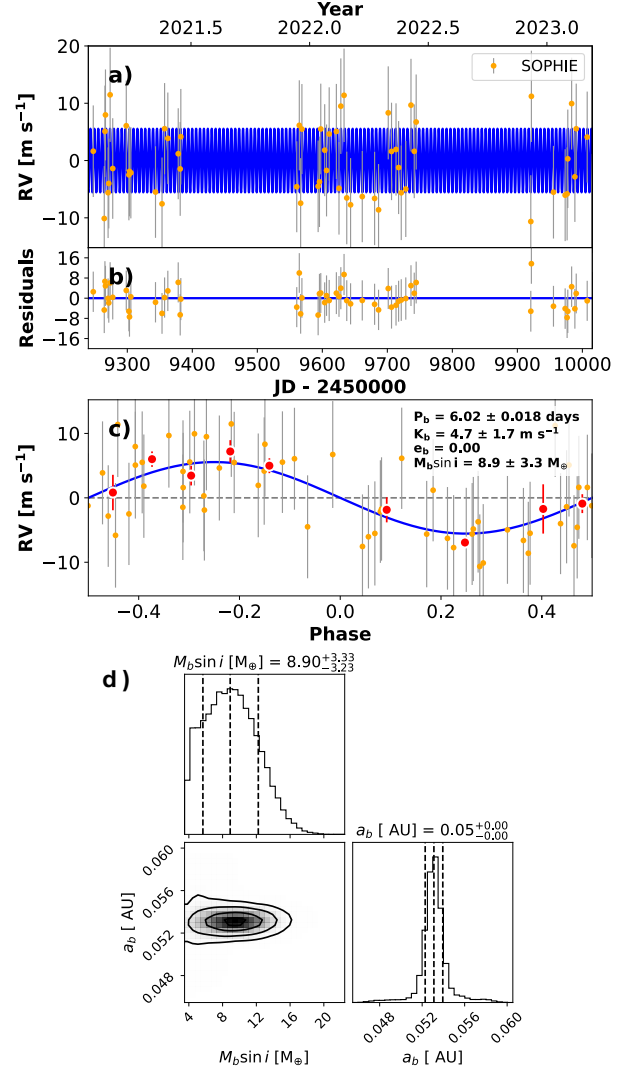 Year
2021.5 2022.0 2022.5 2023.0
a)
SOPHIE
RV [m s⁻¹]
20
10
0
−10
b)
Residuals
16
8
0
−8
−16
9300 9400 9500 9600 9700 9800 9900 10000
JD - 2450000
c)
P_b = 6.02 ± 0.018 days
K_b = 4.7 ± 1.7 m s⁻¹
e_b = 0.00
M_b sin i = 8.9 ± 3.3 M⊕
RV [m s⁻¹]
10
0
−10
−0.4 −0.2 0.0 0.2 0.4
Phase
d)
M_b sin i [M⊕] = 8.90 +3.33 −3.23
a_b [ AU] = 0.05 +0.00 −0.00
a_b [ AU]
0.060
0.056
0.052
0.048
4 8 12 16 20
M_b sin i [M⊕]
0.048 0.052 0.056 0.060
a_b [ AU]